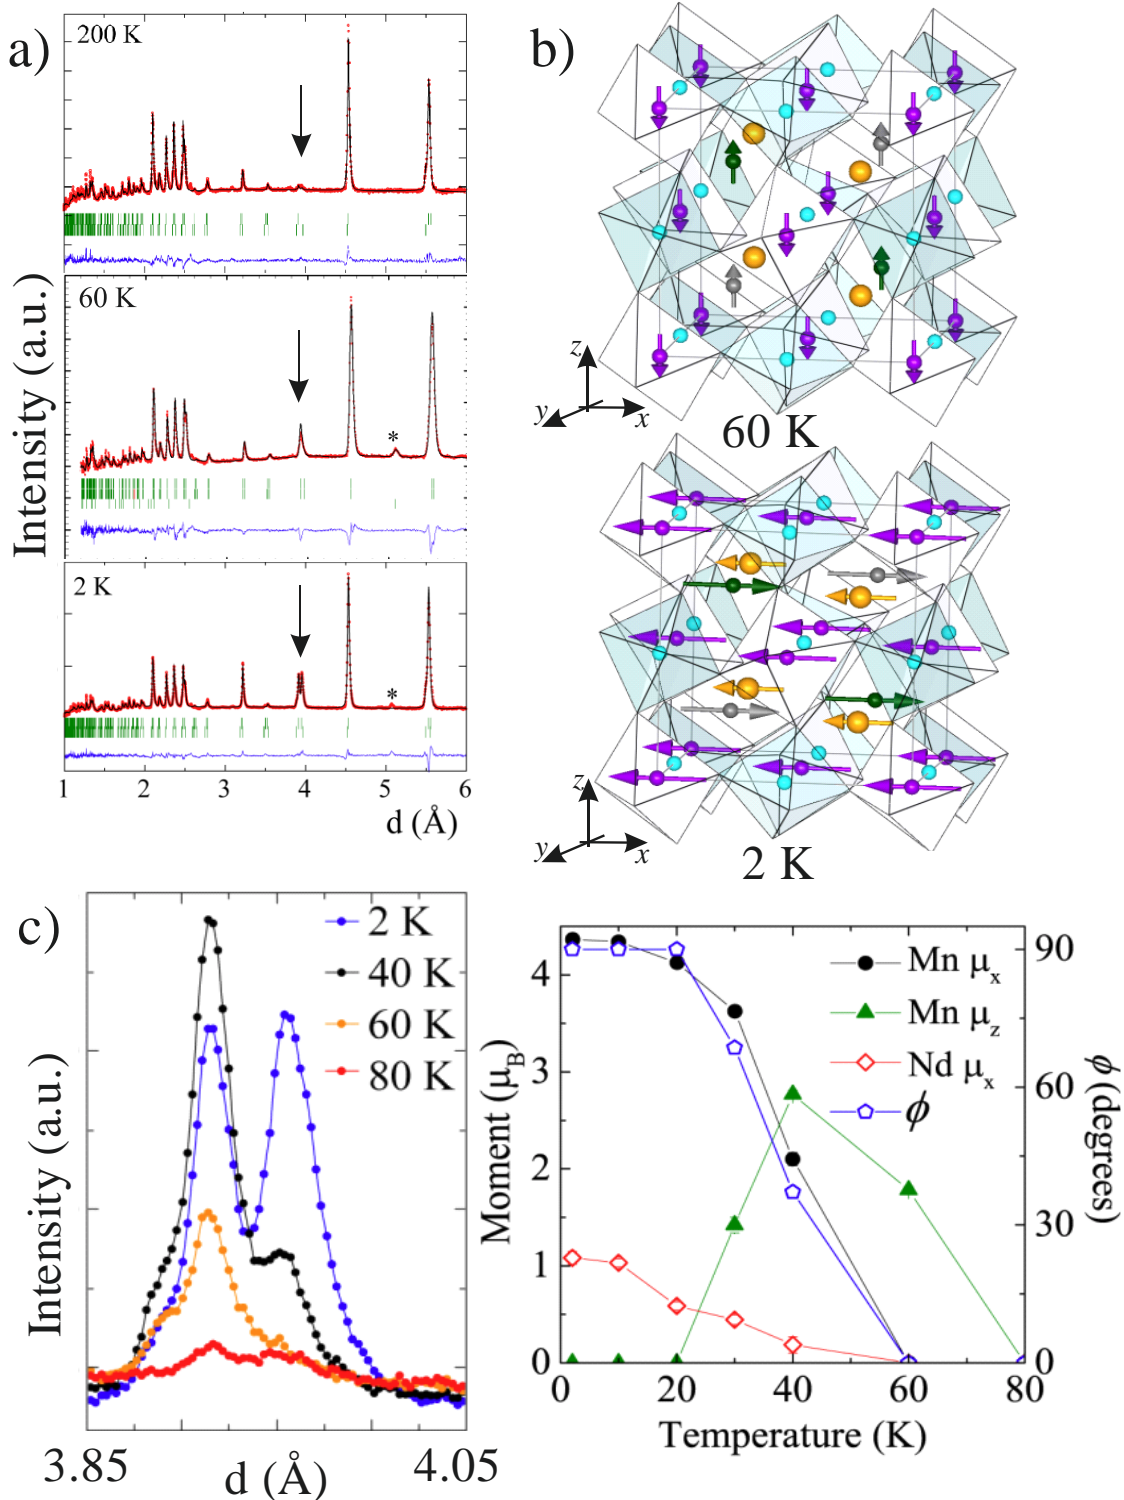 a)
200 K
60 K
2 K
Intensity (a.u.)
*
*
1 2 3 4 5 6
d (Å)
b)
z
y x
60 K
z
y x
2 K
c)
2 K
40 K
60 K
80 K
Intensity (a.u.)
3.85 4.05
d (Å)
Mn μx
Mn μz
Nd μx
ϕ
Moment (μB)
4
3
2
1
0
90
60
30
0
ϕ (degrees)
0 20 40 60 80
Temperature (K)